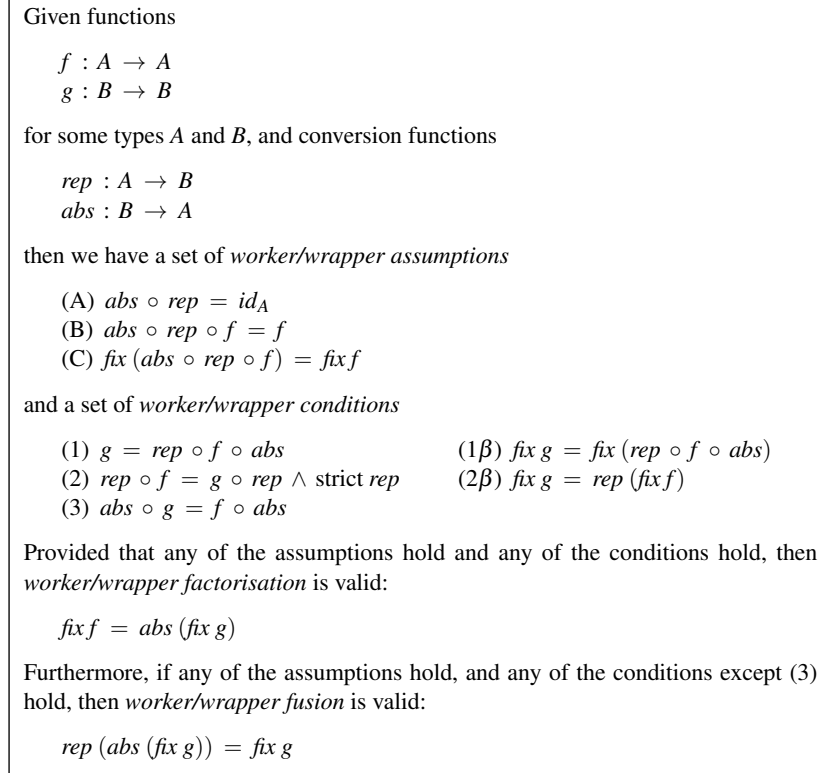 Given functions
f : A → A
g : B → B
for some types A and B, and conversion functions
rep : A → B
abs : B → A
then we have a set of worker/wrapper assumptions
(A) abs ∘ rep = id_A
(B) abs ∘ rep ∘ f = f
(C) fix (abs ∘ rep ∘ f) = fix f
and a set of worker/wrapper conditions
(1) g = rep ∘ f ∘ abs (1β) fix g = fix (rep ∘ f ∘ abs)
(2) rep ∘ f = g ∘ rep ∧ strict rep (2β) fix g = rep (fix f)
(3) abs ∘ g = f ∘ abs
Provided that any of the assumptions hold and any of the conditions hold, then
worker/wrapper factorisation is valid:
fix f = abs (fix g)
Furthermore, if any of the assumptions hold, and any of the conditions except (3)
hold, then worker/wrapper fusion is valid:
rep (abs (fix g)) = fix g